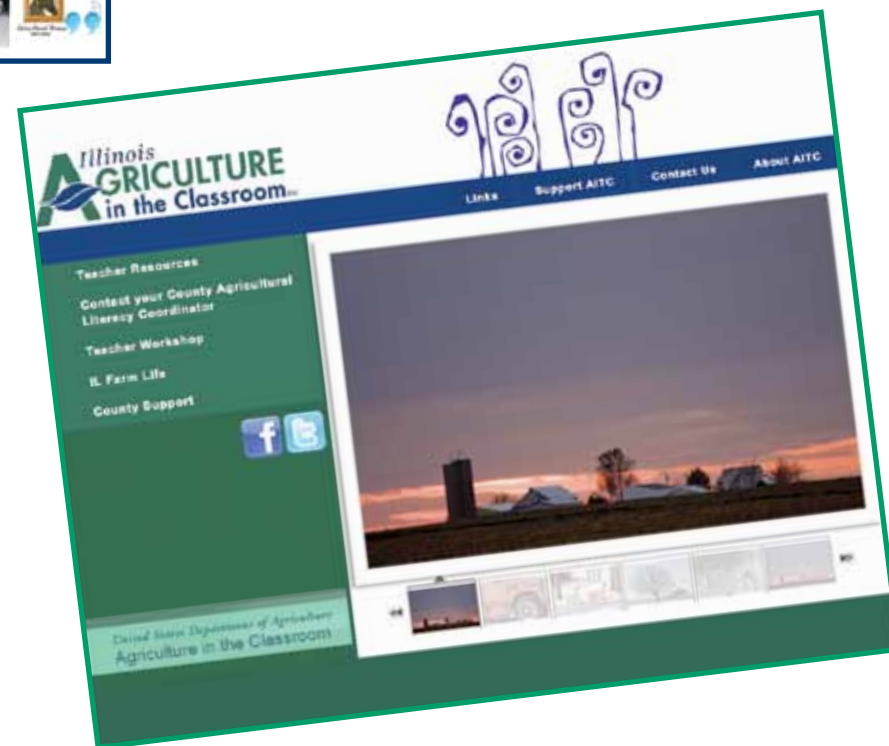 Illinois
AGRICULTURE
in the Classroom
Links Support AITC Contact Us About AITC
Teacher Resources
Contact your County Agricultural
Literacy Coordinator
Teacher Workshop
IL Farm Life
County Support
United States Department of Agriculture
Agriculture in the Classroom